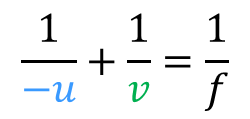 1/−u + 1/v = 1/f